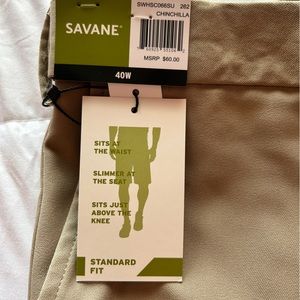 SAVANE®
SWHSC066SU 262
CHINCHILLA
MSRP $60.00
40W
SITS AT
THE WAIST
SLIMMER AT
THE SEAT
SITS JUST
ABOVE THE
KNEE
STANDARD
FIT